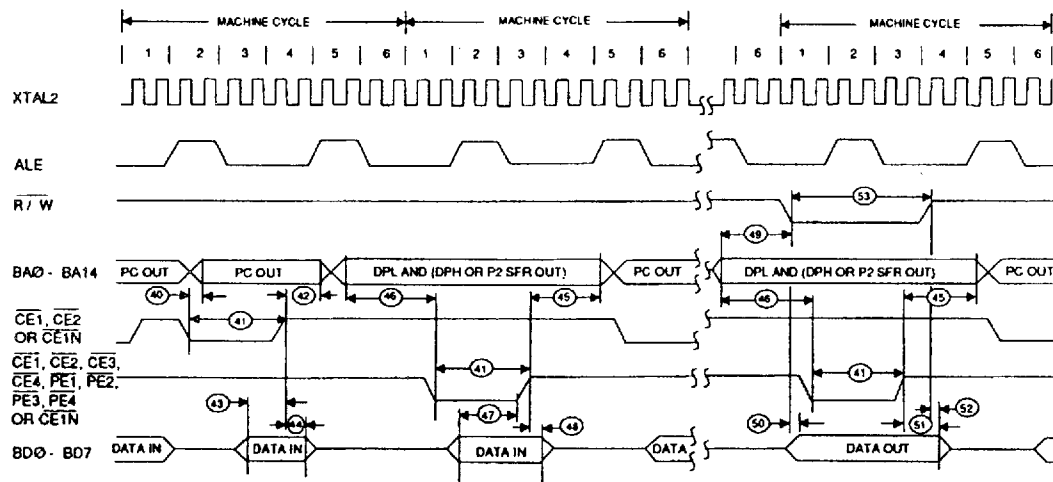 MACHINE CYCLE MACHINE CYCLE MACHINE CYCLE
1 2 3 4 5 6 1 2 3 4 5 6 6 1 2 3 4 5 6
XTAL2
ALE
R / W 53
49
BAØ - BA14 PC OUT PC OUT DPL AND (DPH OR P2 SFR OUT) PC OUT DPL AND (DPH OR P2 SFR OUT) PC OUT
40 42 46 45 46 45
CE1, CE2 41
OR CE1N
CE1, CE2, CE3, 41 41
CE4, PE1, PE2,
PE3, PE4
OR CE1N
43 44 47 48 50 51 52
BDØ - BD7 DATA IN DATA IN DATA IN DATA DATA OUT